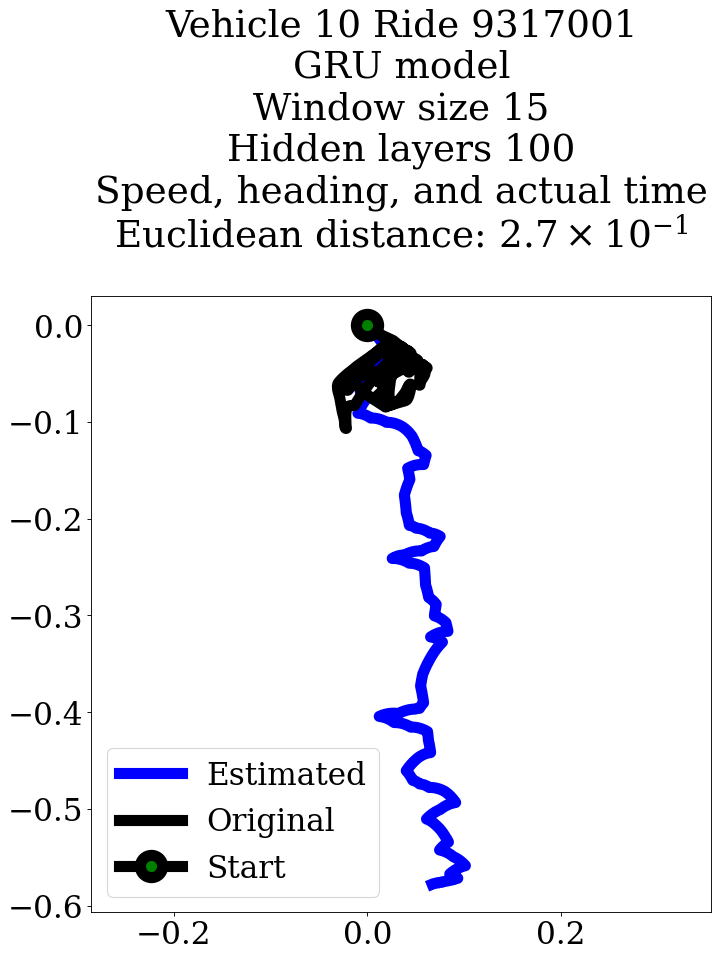 Vehicle 10 Ride 9317001
GRU model
Window size 15
Hidden layers 100
Speed, heading, and actual time
Euclidean distance: 2.7 × 10⁻¹
0.0
−0.1
−0.2
−0.3
−0.4
−0.5
−0.6
Estimated
Original
Start
−0.2 0.0 0.2